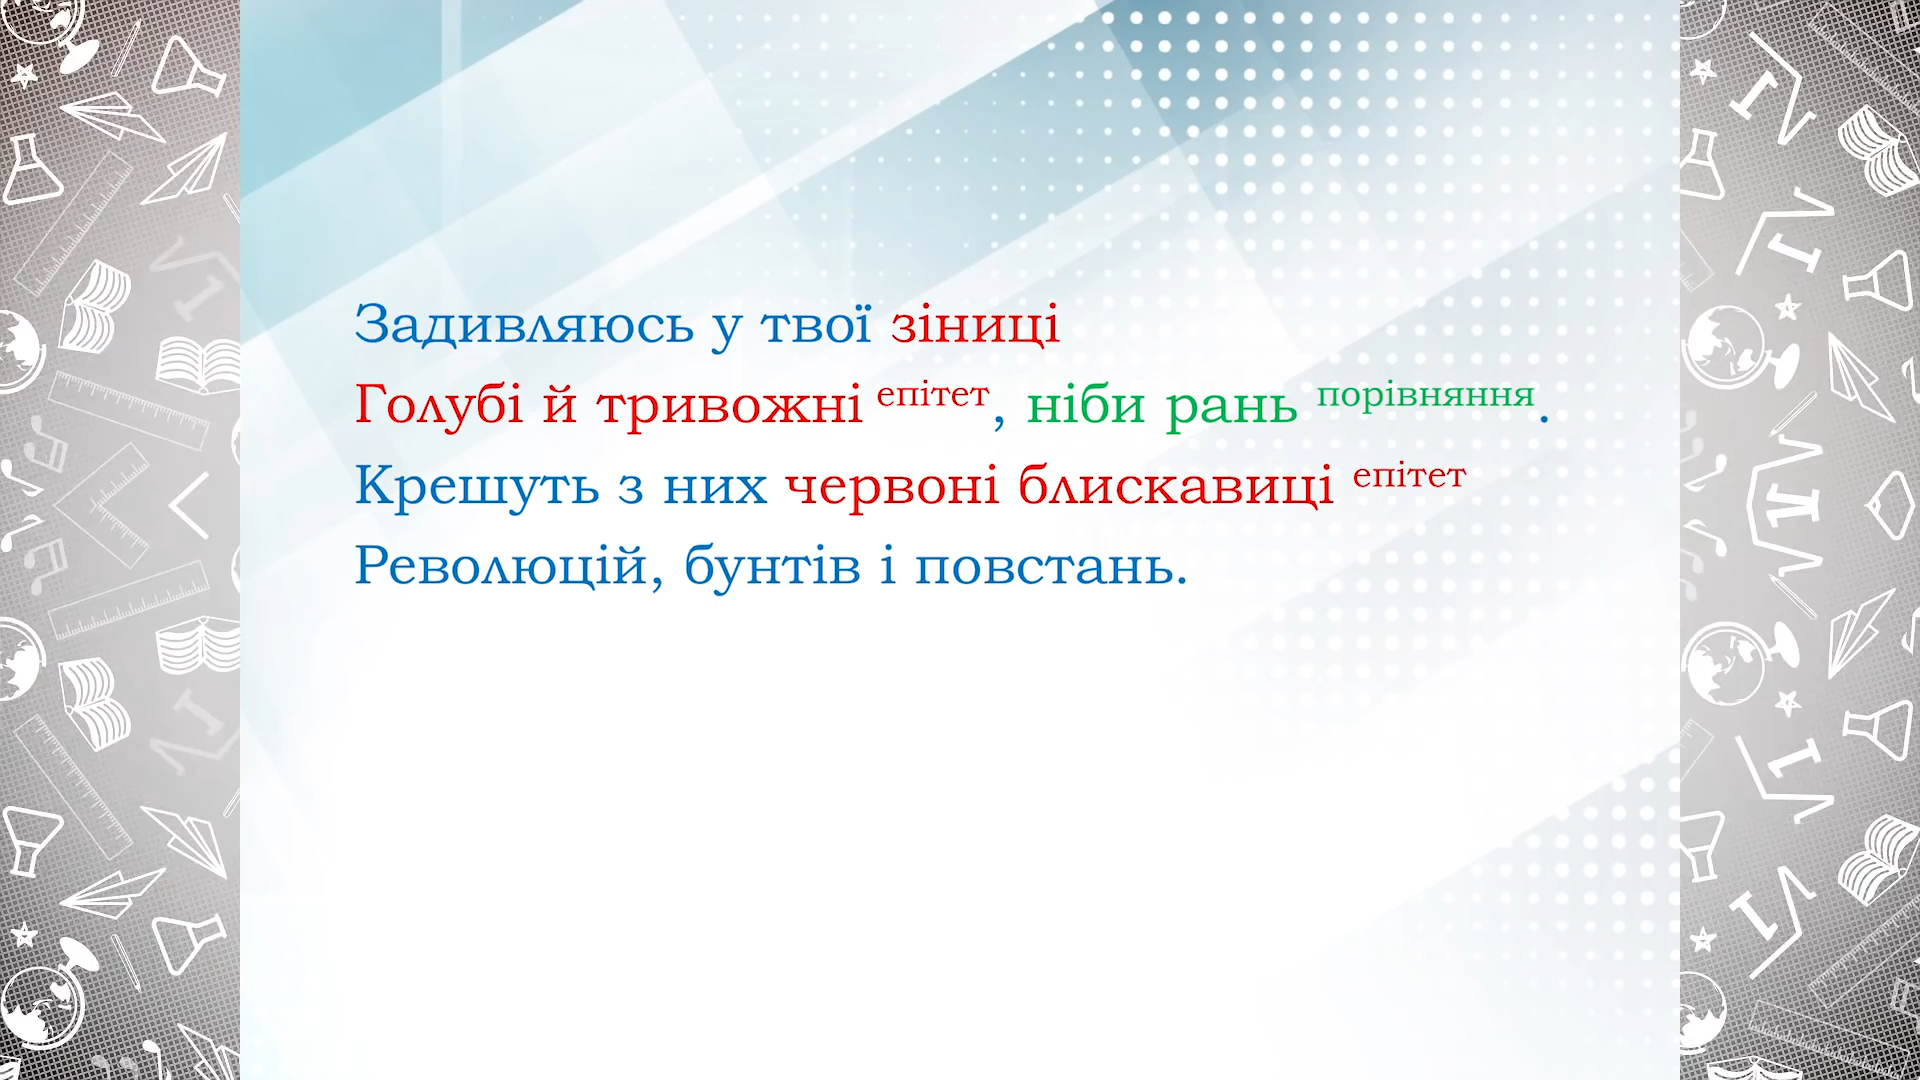 Задивляюсь у твої зіниці
Голубі й тривожні епітет, ніби рань порівняння.
Крешуть з них червоні блискавиці епітет
Революцій, бунтів і повстань.